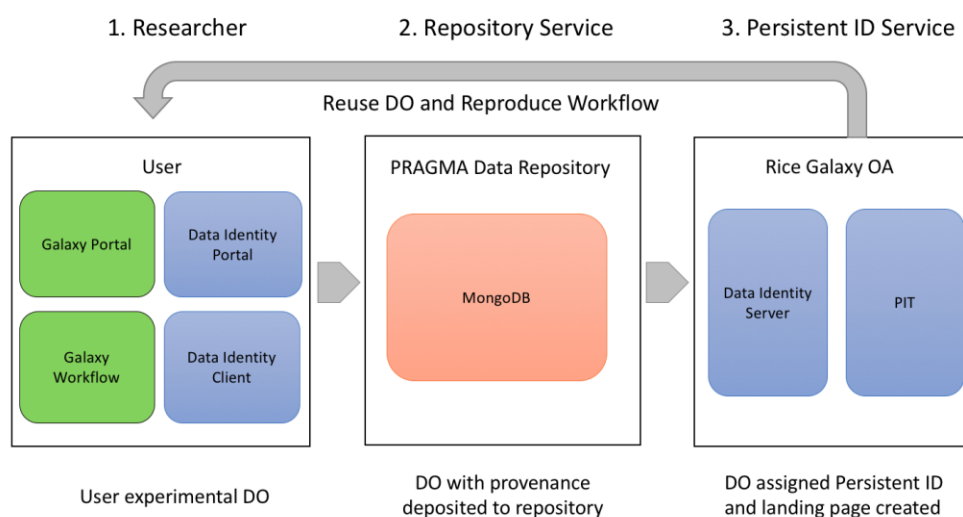 1. Researcher
2. Repository Service
3. Persistent ID Service
Reuse DO and Reproduce Workflow
User
PRAGMA Data Repository
Rice Galaxy OA
Galaxy Portal
Data Identity
Portal
Galaxy
Workflow
Data Identity
Client
MongoDB
Data Identity
Server
PIT
User experimental DO
DO with provenance
deposited to repository
DO assigned Persistent ID
and landing page created